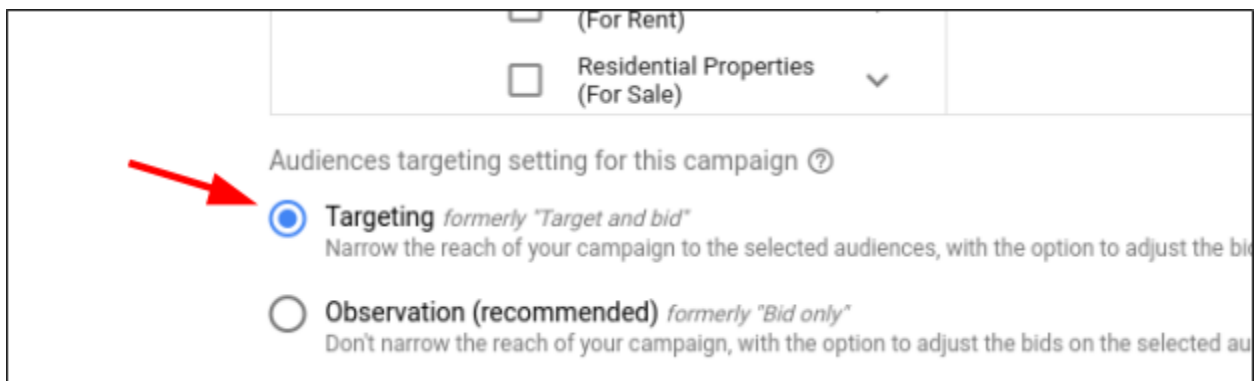 (For Rent)
Residential Properties
(For Sale)
Audiences targeting setting for this campaign ?
Targeting formerly "Target and bid"
Narrow the reach of your campaign to the selected audiences, with the option to adjust the
Observation (recommended) formerly "Bid only"
Don't narrow the reach of your campaign, with the option to adjust the bids on the selected